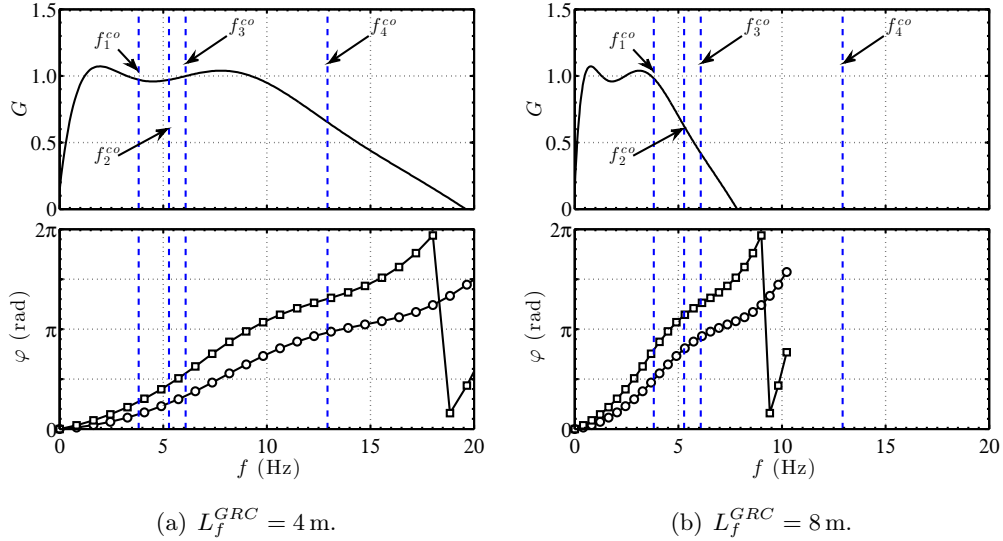 1.5
1.0
0.5
0
G
f_1^{co}
f_2^{co}
f_3^{co}
f_4^{co}
2π
π
0
φ (rad)
0 5 10 15 20
f (Hz)
(a) L_f^{GRC} = 4 m.
1.5
1.0
0.5
0
G
f_1^{co}
f_2^{co}
f_3^{co}
f_4^{co}
2π
π
0
φ (rad)
0 5 10 15 20
f (Hz)
(b) L_f^{GRC} = 8 m.